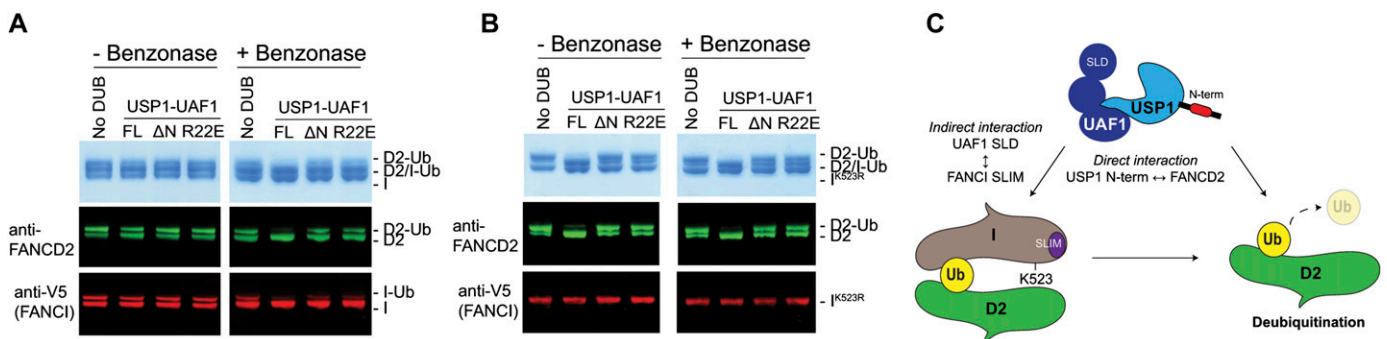 A
- Benzonase
+ Benzonase
No DUB
USP1-UAF1
FL ΔN R22E
No DUB
USP1-UAF1
FL ΔN R22E
- D2-Ub
- D2/I-Ub
- I
anti-
FANCD2
- D2-Ub
- D2
anti-V5
(FANCI)
- I-Ub
- I
B
- Benzonase
+ Benzonase
No DUB
USP1-UAF1
FL ΔN R22E
No DUB
USP1-UAF1
FL ΔN R22E
- D2-Ub
- D2/I-Ub
- I^K523R
anti-
FANCD2
- D2-Ub
- D2
anti-V5
(FANCI)
- I^K523R
C
SLD
UAF1
USP1
N-term
Indirect interaction
UAF1 SLD
↕
FANCI SLIM
Direct interaction
USP1 N-term ↔ FANCD2
I
SLIM
K523
Ub
D2
Ub
Ub
D2
Deubiquitination